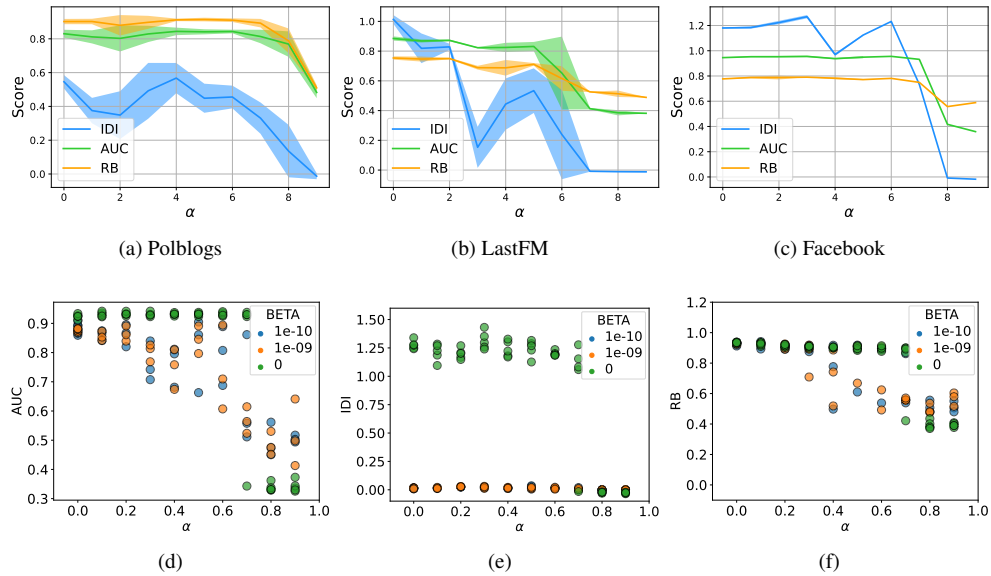 Score
0.8
0.6
0.4
0.2
0.0
IDI
AUC
RB
0 2 4 6 8
α
(a) Polblogs
Score
1.0
0.8
0.6
0.4
0.2
0.0
IDI
AUC
RB
0 2 4 6 8
α
(b) LastFM
Score
1.2
1.0
0.8
0.6
0.4
0.2
0.0
IDI
AUC
RB
0 2 4 6 8
α
(c) Facebook
AUC
0.9
0.8
0.7
0.6
0.5
0.4
0.3
BETA
1e-10
1e-09
0
0.0 0.2 0.4 0.6 0.8 1.0
α
(d)
IDI
1.50
1.25
1.00
0.75
0.50
0.25
0.00
BETA
1e-10
1e-09
0
0.0 0.2 0.4 0.6 0.8 1.0
α
(e)
RB
1.2
1.0
0.8
0.6
0.4
0.2
0.0
BETA
1e-10
1e-09
0
0.0 0.2 0.4 0.6 0.8 1.0
α
(f)